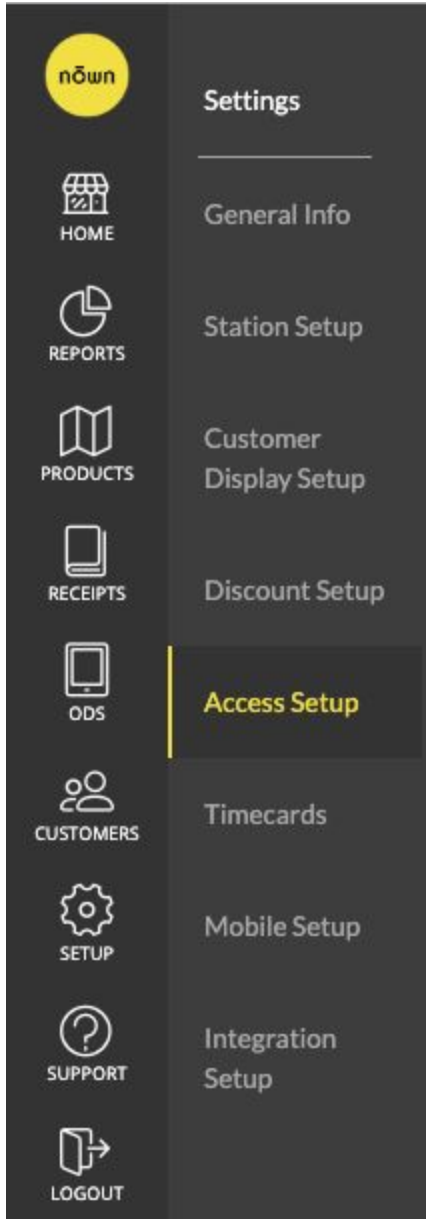 nōwn
HOME
REPORTS
PRODUCTS
RECEIPTS
ODS
CUSTOMERS
SETUP
SUPPORT
LOGOUT
Settings
General Info
Station Setup
Customer
Display Setup
Discount Setup
Access Setup
Timecards
Mobile Setup
Integration
Setup